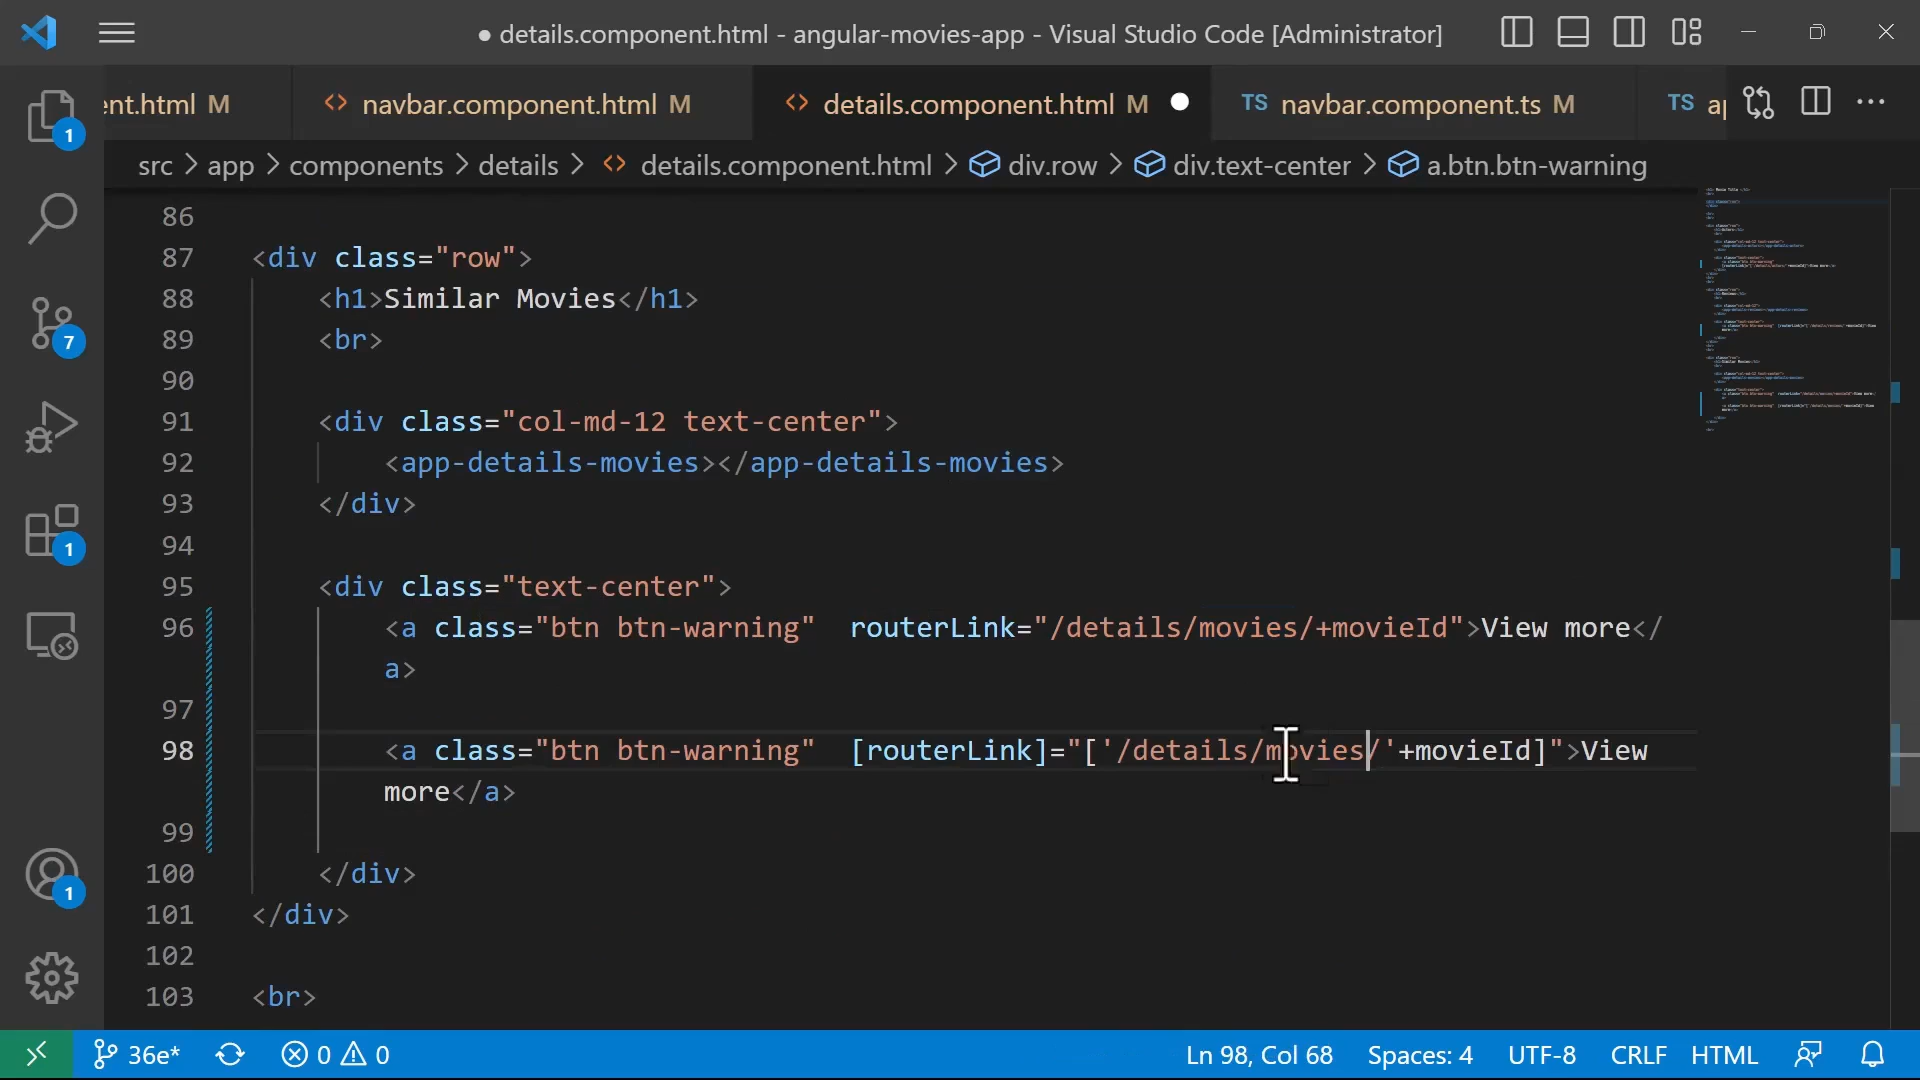 ● details.component.html - angular-movies-app - Visual Studio Code [Administrator]
ent.html M
navbar.component.html M
details.component.html M
TS navbar.component.ts M
TS ap
src > app > components > details > details.component.html > div.row > div.text-center > a.btn.btn-warning
86
87 <div class="row">
88 <h1>Similar Movies</h1>
89 <br>
90
91 <div class="col-md-12 text-center">
92 <app-details-movies></app-details-movies>
93 </div>
94
95 <div class="text-center">
96 <a class="btn btn-warning"  routerLink="/details/movies/+movieId">View more</
a>
97
98 <a class="btn btn-warning"  [routerLink]="['/details/movies/'+movieId]">View
more</a>
99
100 </div>
101 </div>
102
103 <br>
1
7
1
1
36e* 0 0 Ln 98, Col 68 Spaces: 4 UTF-8 CRLF HTML